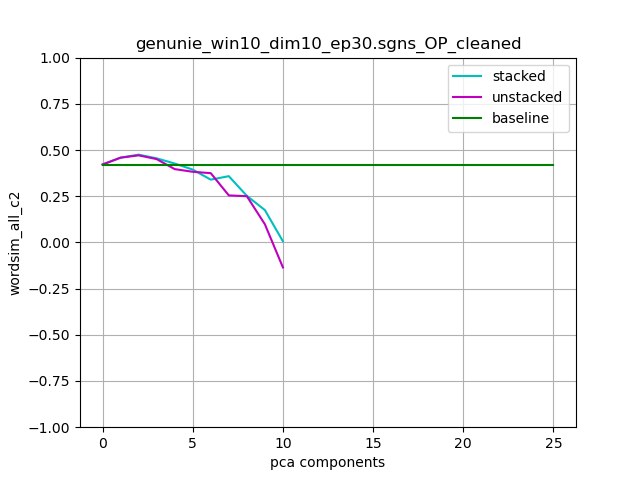 genunie_win10_dim10_ep30.sgns_OP_cleaned
stacked
unstacked
baseline
1.00
0.75
0.50
0.25
0.00
−0.25
−0.50
−0.75
−1.00
wordsim_all_c2
0 5 10 15 20 25
pca components